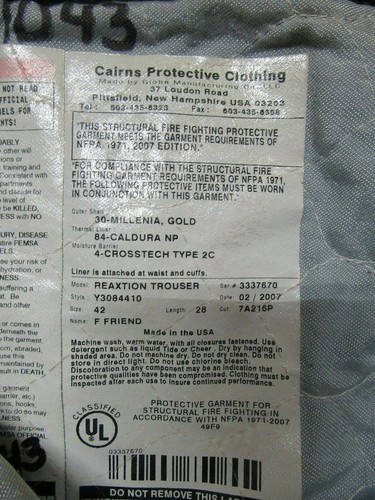 1043
NOT READ
OFFICIAL
ELS FOR
ENTS!
Cairns Protective Clothing
Made by Globe Manufacturing Co., LLC
37 Loudon Road
Pittsfield, New Hampshire USA 03263
Tel: 603-435-8323 Fax: 603-435-6388
"THIS STRUCTURAL FIRE FIGHTING PROTECTIVE
GARMENT MEETS THE GARMENT REQUIREMENTS OF
NFPA 1971, 2007 EDITION."
"FOR COMPLIANCE WITH THE STRUCTURAL FIRE
FIGHTING GARMENT REQUIREMENTS OF NFPA 1971,
THE FOLLOWING PROTECTIVE ITEMS MUST BE WORN
IN CONJUNCTION WITH THIS GARMENT."
Outer Shell
30-MILLENIA, GOLD
Thermal Liner
84-CALDURA NP
Moisture Barrier
4-CROSSTECH TYPE 2C
Liner is attached at waist and cuffs.
Model REAXTION TROUSER Ser# 3337670
Style Y3084410 Date 02 / 2007
Size 42 Length 28 Cut 7A216P
Name F FRIEND
Made in the USA
Machine wash, warm water, with all closures fastened. Use
detergent such as liquid Tide or Cheer. Dry by hanging in
shaded area. Do not machine dry. Do not dry clean. Do not
store in direct light. Do not use chlorine bleach.
Discoloration to any component may be an indication that
protective qualities have been compromised. Clothing must be
inspected after each use to insure continued performance.
CLASSIFIED
UL
PROTECTIVE GARMENT FOR
STRUCTURAL FIRE FIGHTING IN
ACCORDANCE WITH NFPA 1971-2007
49F9
03337670
DO NOT REMOVE THIS LABEL